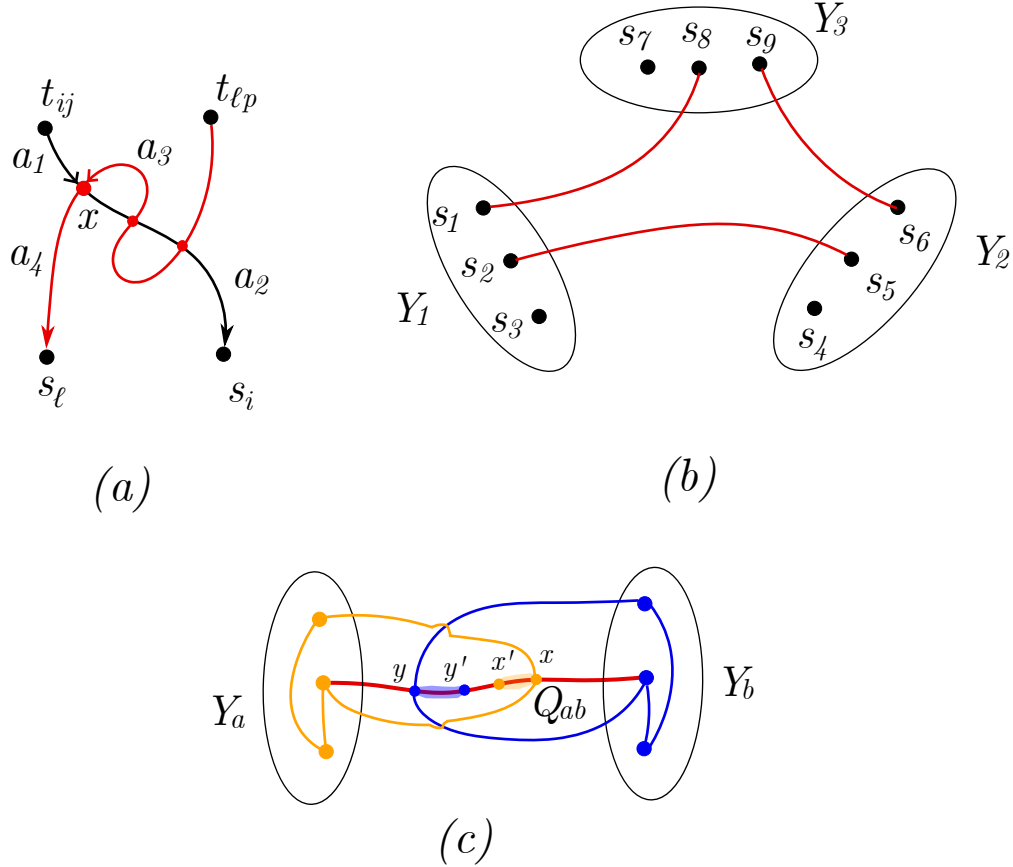 t_{ij}
t_{ℓp}
a_1
a_3
x
a_4
a_2
s_ℓ
s_i
(a)
Y_3
s_7 s_8 s_9
s_1
s_2
s_3
Y_1
s_6
s_5
s_4
Y_2
(b)
y y' x' x
Y_a
Q_{ab}
Y_b
(c)